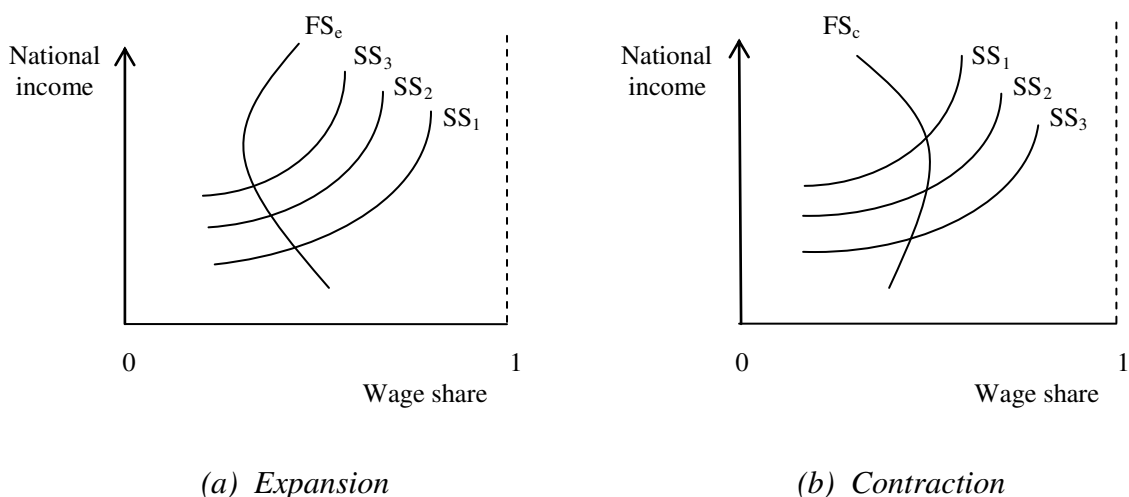 National
income
FSₑ
SS₃
SS₂
SS₁
0
1
Wage share
(a) Expansion
National
income
FS꜀
SS₁
SS₂
SS₃
0
1
Wage share
(b) Contraction